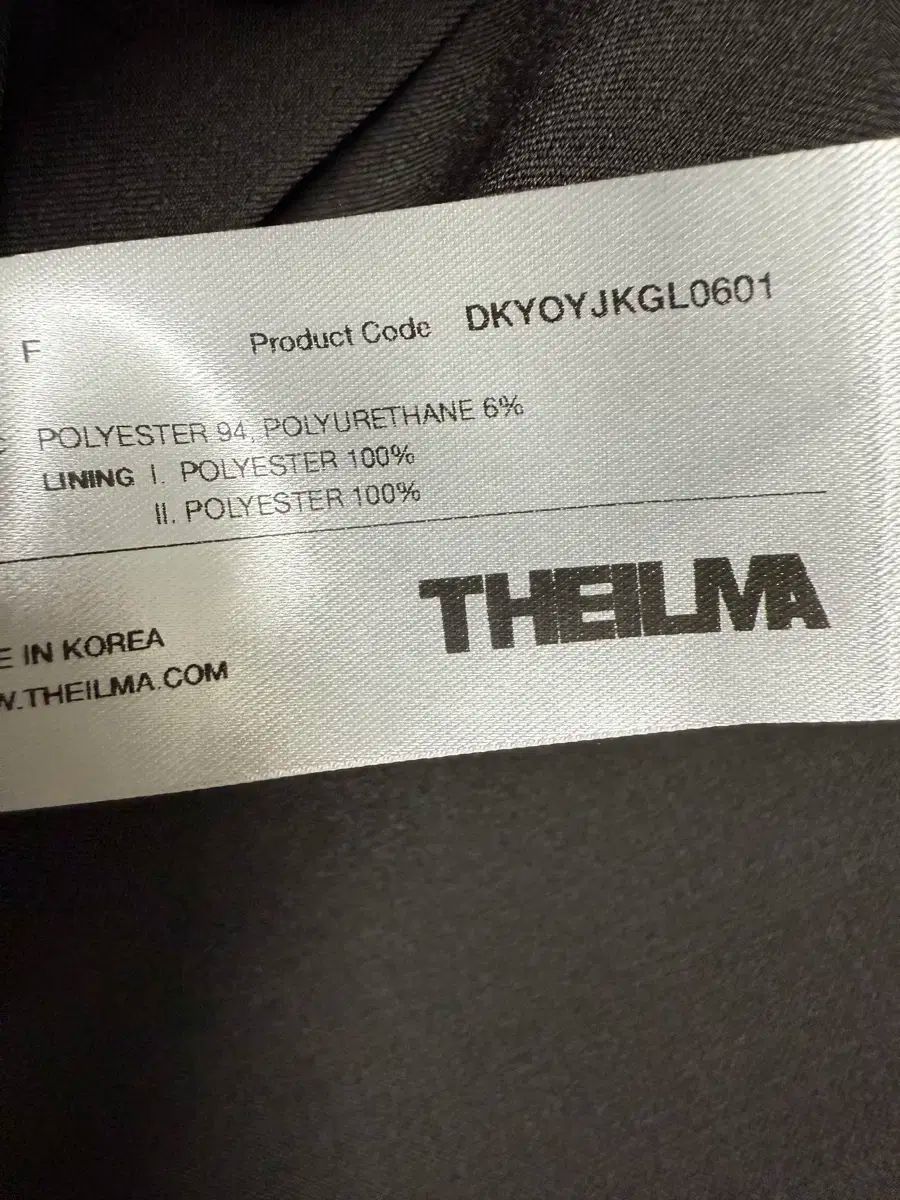 F Product Code DKYOYJKGL0601
POLYESTER 94, POLYURETHANE 6%
LINING I. POLYESTER 100%
II. POLYESTER 100%
THEILMA
E IN KOREA
W.THEILMA.COM